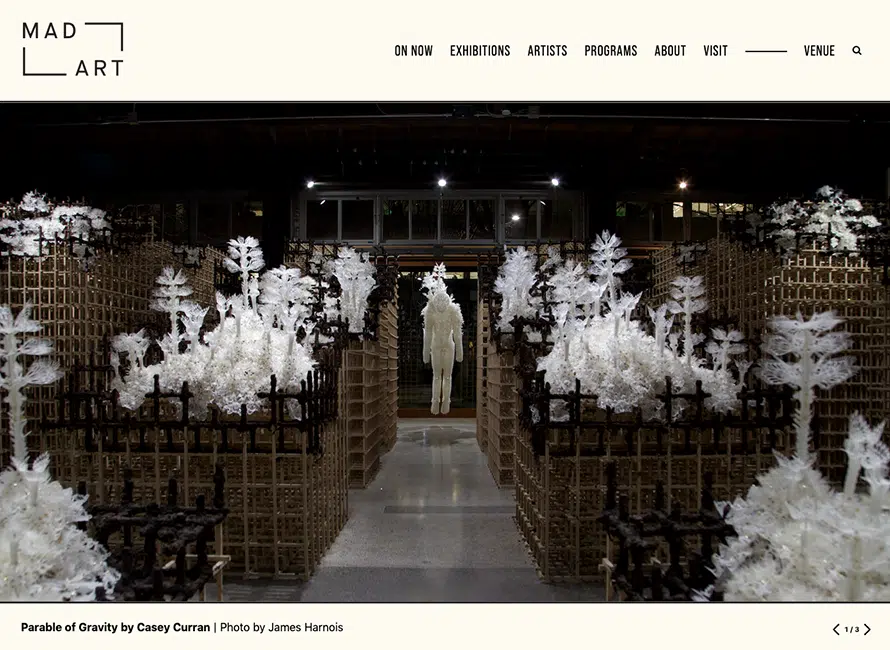 MAD
ART
ON NOW EXHIBITIONS ARTISTS PROGRAMS ABOUT VISIT VENUE
Parable of Gravity by Casey Curran | Photo by James Harnois
1 / 3